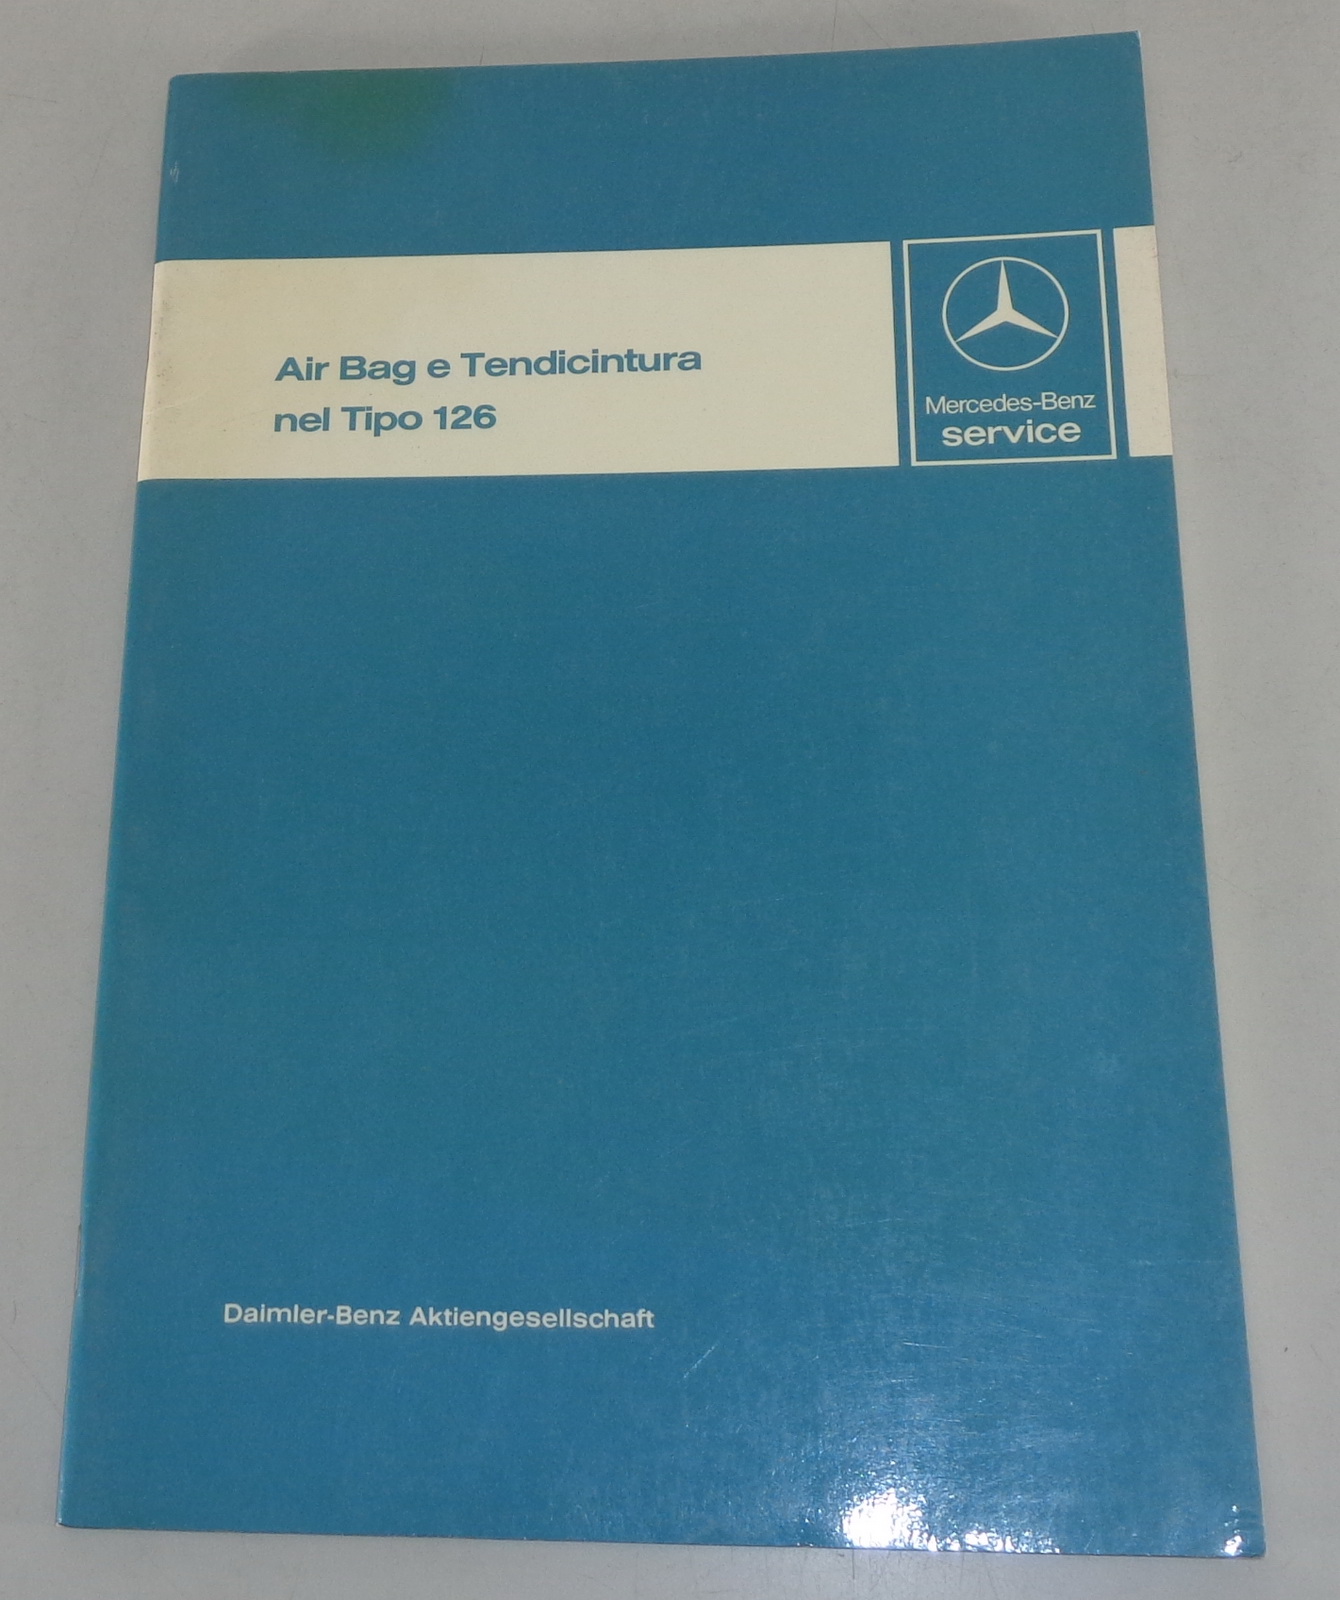 Air Bag e Tendicintura
nel Tipo 126
Mercedes-Benz
service
Daimler-Benz Aktiengesellschaft